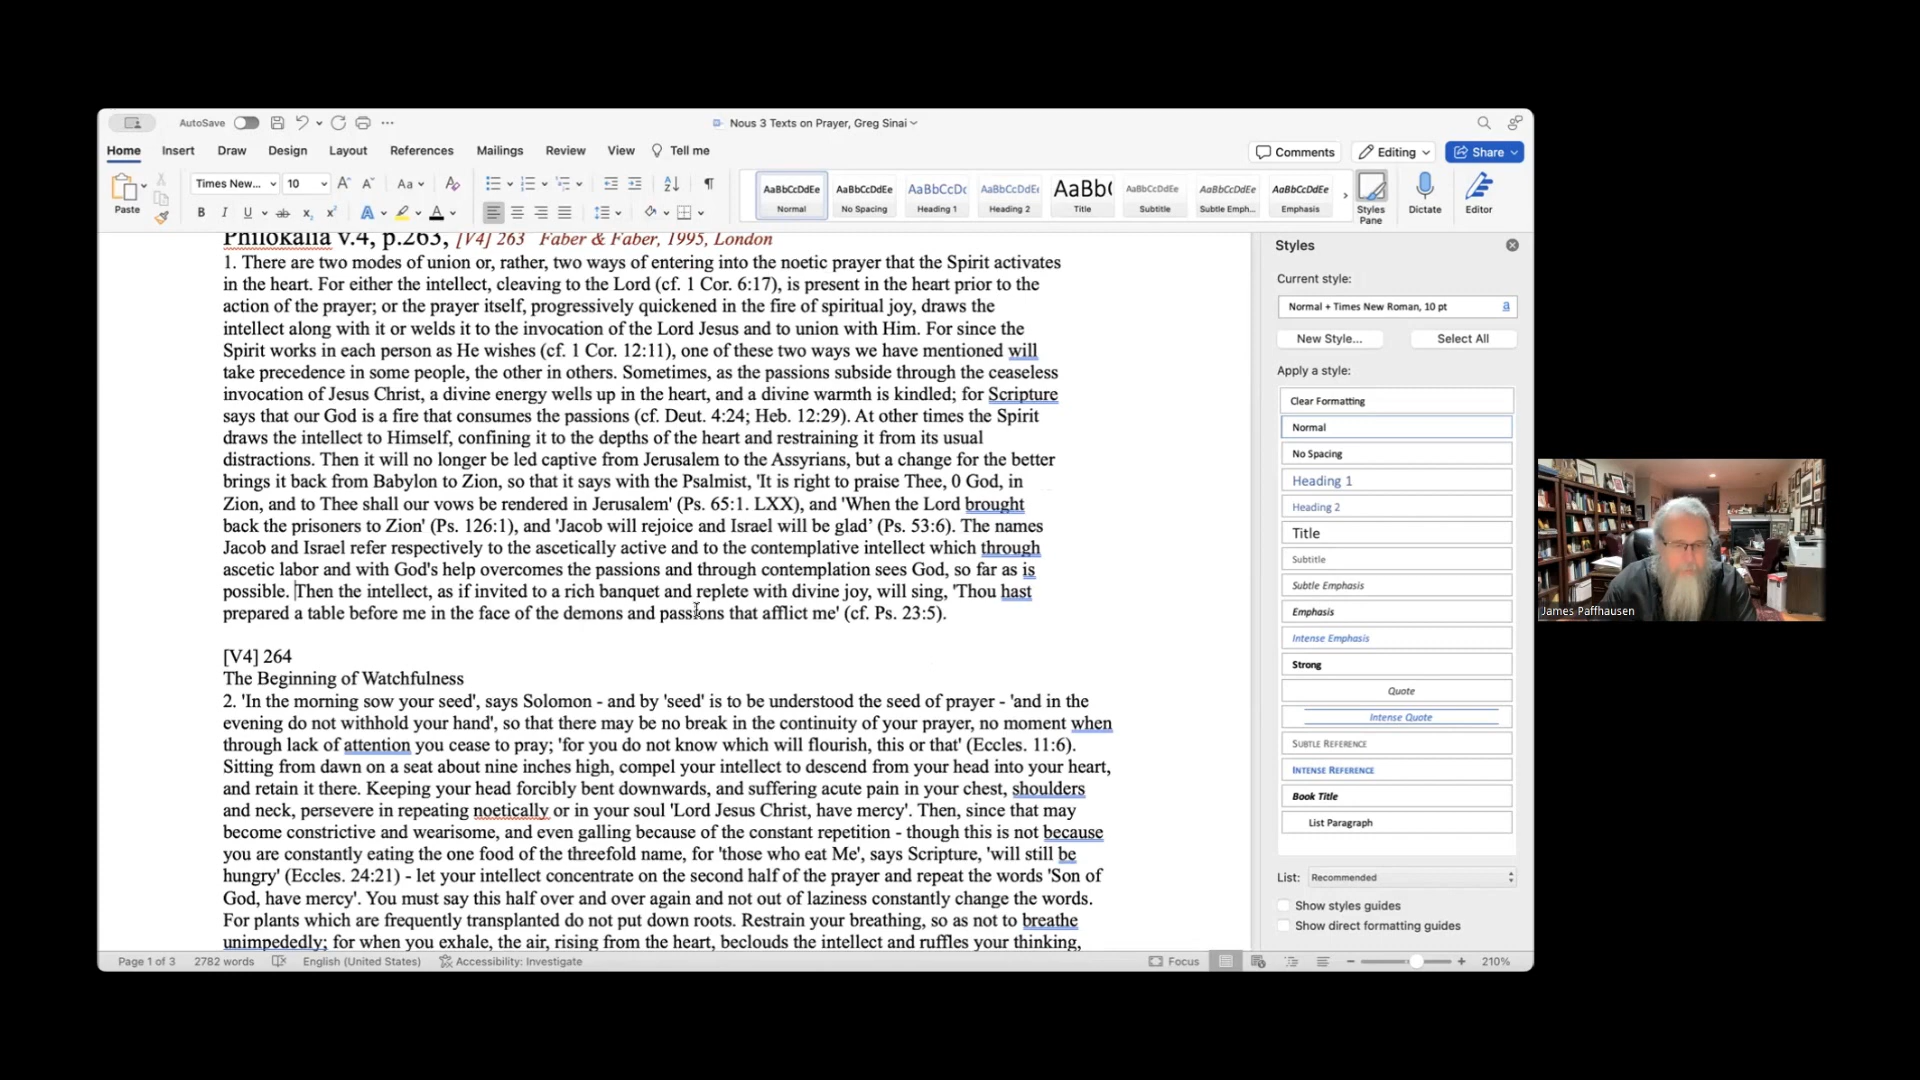 AutoSave
Nous 3 Texts on Prayer, Greg Sinai
Home Insert Draw Design Layout References Mailings Review View Tell me
Comments Editing Share
Paste
Times New... 10
Aa
B I U ab x₂ x²
AaBbCcDdEe Normal
AaBbCcDdEe No Spacing
AaBbCcDc Heading 1
AaBbCcDdEe Heading 2
AaBb( Title
AaBbCcDdEe Subtitle
AaBbCcDdEe Subtle Emph...
AaBbCcDdEe Emphasis
Styles Pane
Dictate
Editor
Philokalia v.4, p.263, [V4] 263 Faber & Faber, 1995, London
1. There are two modes of union or, rather, two ways of entering into the noetic prayer that the Spirit activates
in the heart. For either the intellect, cleaving to the Lord (cf. 1 Cor. 6:17), is present in the heart prior to the
action of the prayer; or the prayer itself, progressively quickened in the fire of spiritual joy, draws the
intellect along with it or welds it to the invocation of the Lord Jesus and to union with Him. For since the
Spirit works in each person as He wishes (cf. 1 Cor. 12:11), one of these two ways we have mentioned will
take precedence in some people, the other in others. Sometimes, as the passions subside through the ceaseless
invocation of Jesus Christ, a divine energy wells up in the heart, and a divine warmth is kindled; for Scripture
says that our God is a fire that consumes the passions (cf. Deut. 4:24; Heb. 12:29). At other times the Spirit
draws the intellect to Himself, confining it to the depths of the heart and restraining it from its usual
distractions. Then it will no longer be led captive from Jerusalem to the Assyrians, but a change for the better
brings it back from Babylon to Zion, so that it says with the Psalmist, 'It is right to praise Thee, 0 God, in
Zion, and to Thee shall our vows be rendered in Jerusalem' (Ps. 65:1. LXX), and 'When the Lord brought
back the prisoners to Zion' (Ps. 126:1), and 'Jacob will rejoice and Israel will be glad' (Ps. 53:6). The names
Jacob and Israel refer respectively to the ascetically active and to the contemplative intellect which through
ascetic labor and with God's help overcomes the passions and through contemplation sees God, so far as is
possible. Then the intellect, as if invited to a rich banquet and replete with divine joy, will sing, 'Thou hast
prepared a table before me in the face of the demons and passions that afflict me' (cf. Ps. 23:5).
[V4] 264
The Beginning of Watchfulness
2. 'In the morning sow your seed', says Solomon - and by 'seed' is to be understood the seed of prayer - 'and in the
evening do not withhold your hand', so that there may be no break in the continuity of your prayer, no moment when
through lack of attention you cease to pray; 'for you do not know which will flourish, this or that' (Eccles. 11:6).
Sitting from dawn on a seat about nine inches high, compel your intellect to descend from your head into your heart,
and retain it there. Keeping your head forcibly bent downwards, and suffering acute pain in your chest, shoulders
and neck, persevere in repeating noetically or in your soul 'Lord Jesus Christ, have mercy'. Then, since that may
become constrictive and wearisome, and even galling because of the constant repetition - though this is not because
you are constantly eating the one food of the threefold name, for 'those who eat Me', says Scripture, 'will still be
hungry' (Eccles. 24:21) - let your intellect concentrate on the second half of the prayer and repeat the words 'Son of
God, have mercy'. You must say this half over and over again and not out of laziness constantly change the words.
For plants which are frequently transplanted do not put down roots. Restrain your breathing, so as not to breathe
unimpededly; for when you exhale, the air, rising from the heart, beclouds the intellect and ruffles your thinking,
Styles
Current style:
Normal + Times New Roman, 10 pt a
New Style... Select All
Apply a style:
Clear Formatting
Normal
No Spacing
Heading 1
Heading 2
Title
Subtitle
Subtle Emphasis
Emphasis
Intense Emphasis
Strong
Quote
Intense Quote
Subtle Reference
Intense Reference
Book Title
List Paragraph
List: Recommended
Show styles guides
Show direct formatting guides
Page 1 of 3 2782 words English (United States) Accessibility: Investigate
Focus
210%
James Paffhausen